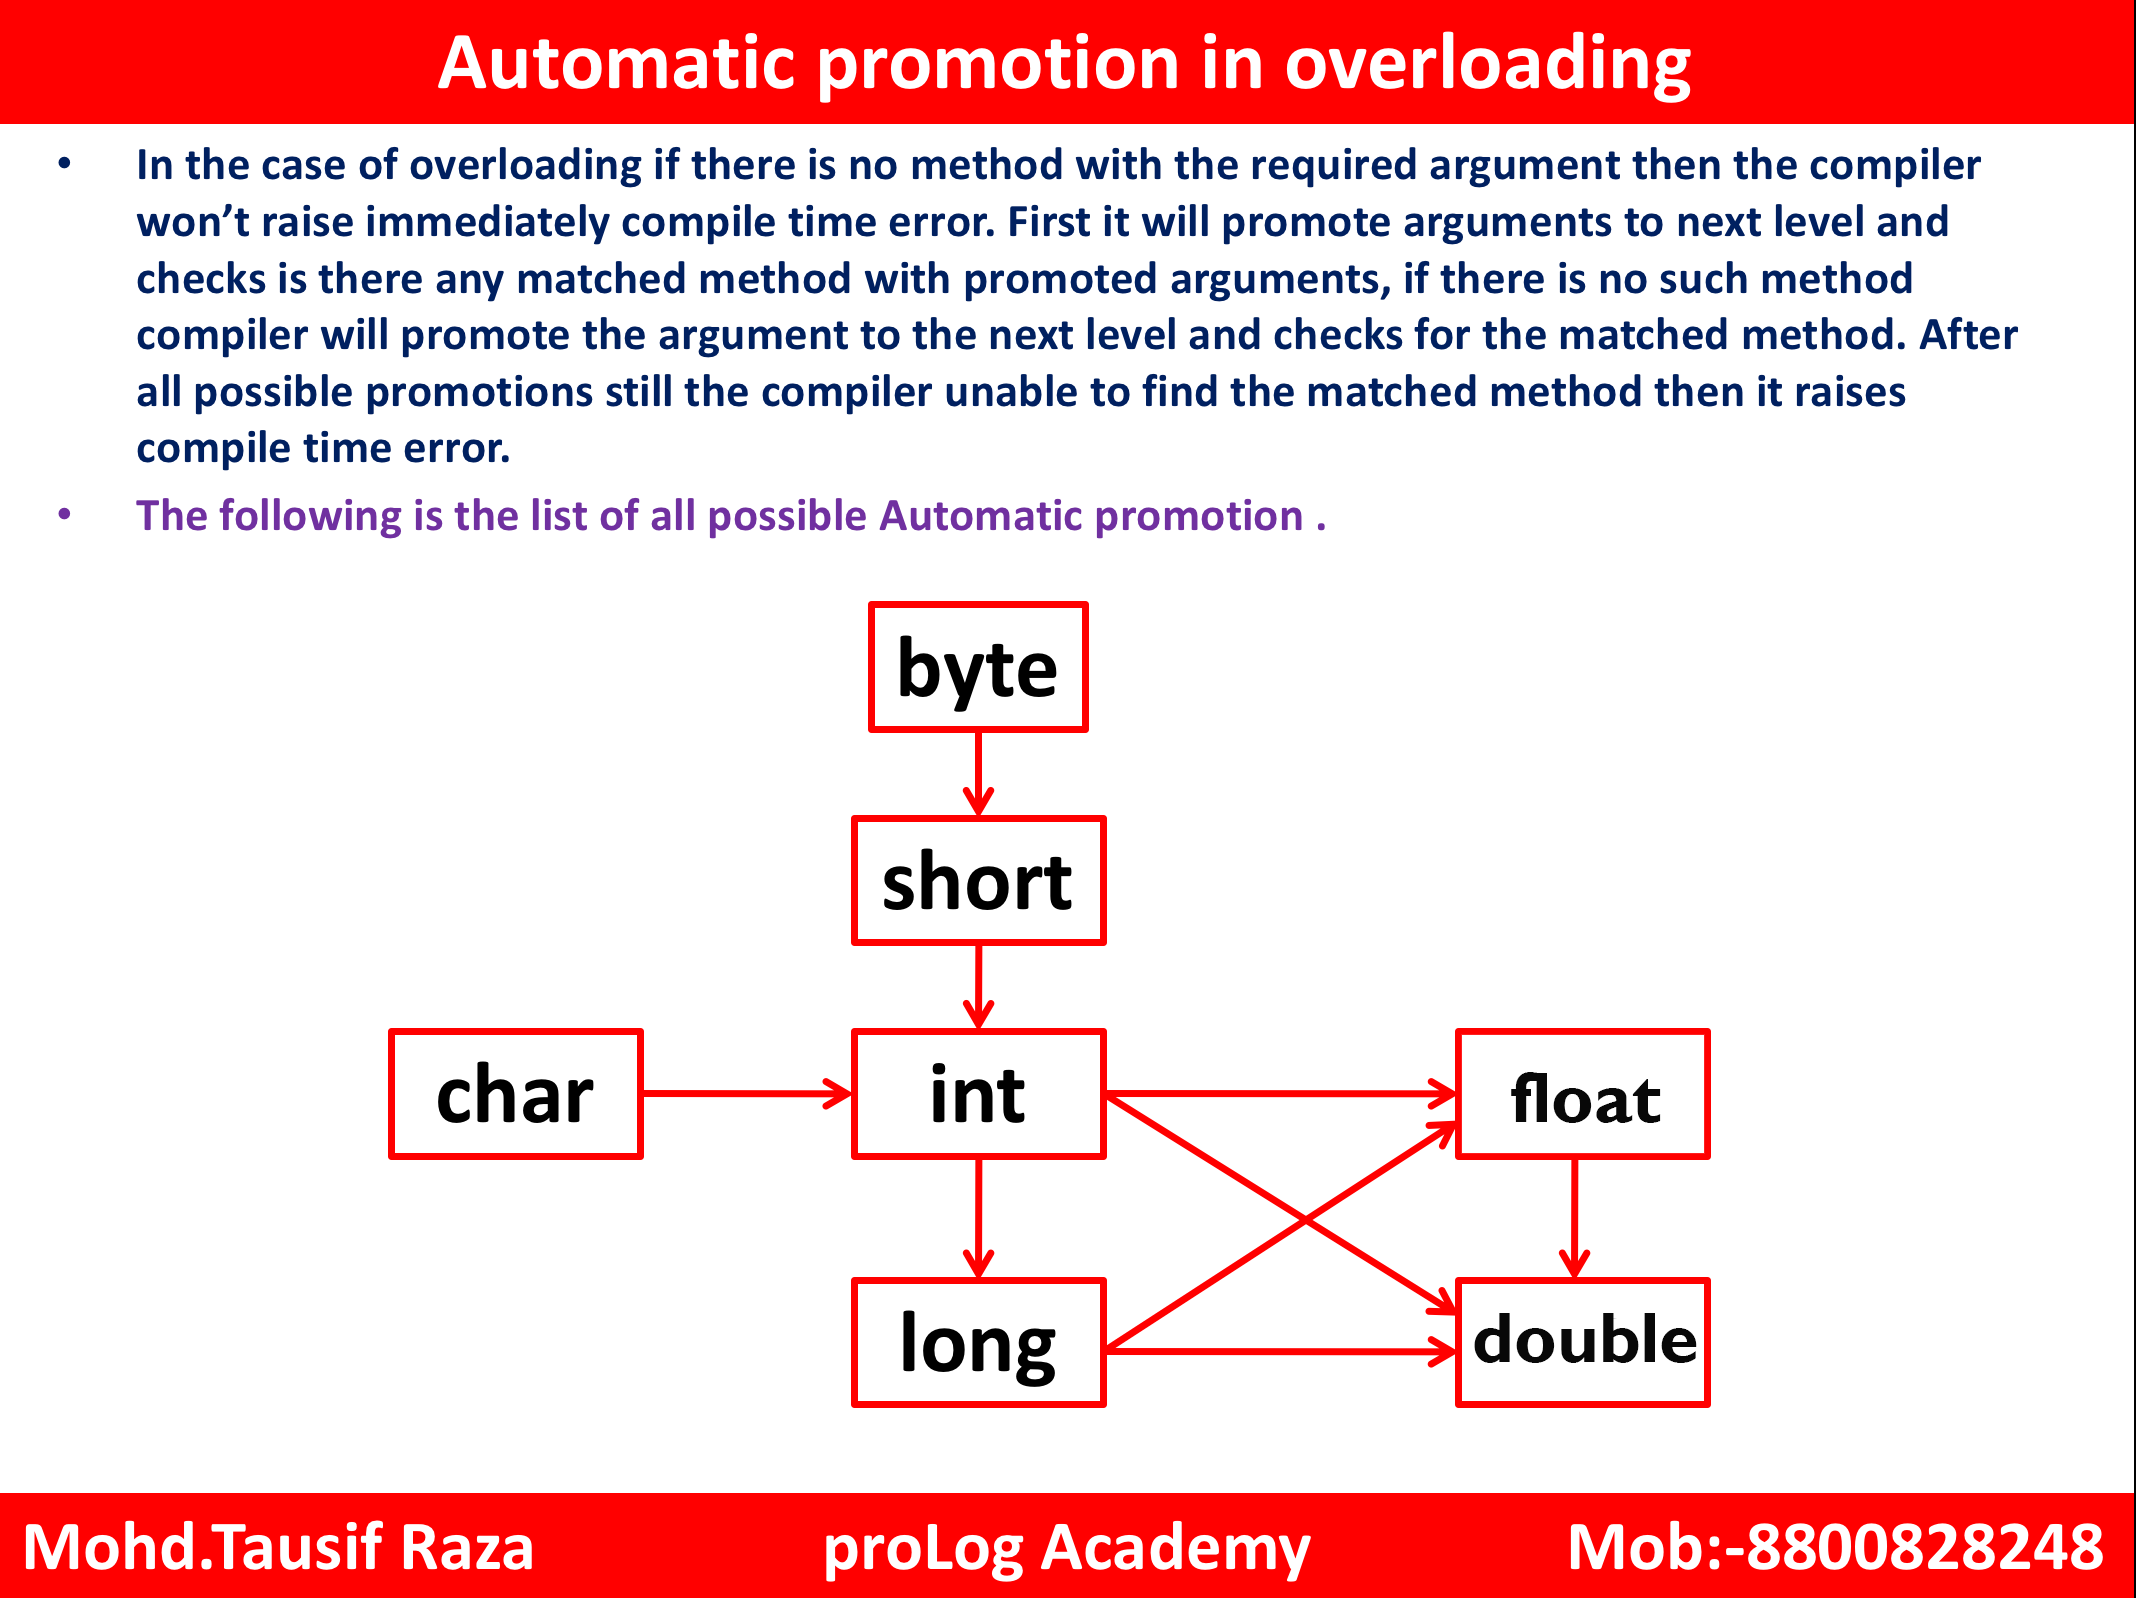 Automatic promotion in overloading
• In the case of overloading if there is no method with the required argument then the compiler
won’t raise immediately compile time error. First it will promote arguments to next level and
checks is there any matched method with promoted arguments, if there is no such method
compiler will promote the argument to the next level and checks for the matched method. After
all possible promotions still the compiler unable to find the matched method then it raises
compile time error.
• The following is the list of all possible Automatic promotion .
byte
short
char
int
float
long
double
Mohd.Tausif Raza
proLog Academy
Mob:-8800828248